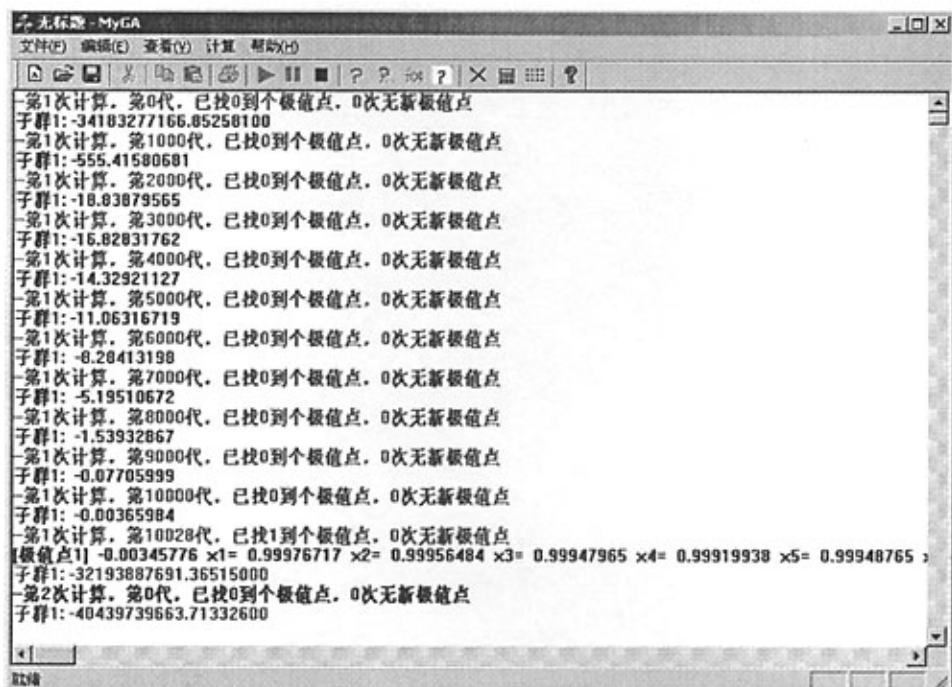 无标题 - MyGA
文件(F) 编辑(E) 查看(V) 计算 帮助(H)
-第1次计算。第0代。已找0到个极值点。0次无新极值点
子群1:-34183277166.85258100
-第1次计算。第1000代。已找0到个极值点。0次无新极值点
子群1:-555.41580681
-第1次计算。第2000代。已找0到个极值点。0次无新极值点
子群1:-18.83879565
-第1次计算。第3000代。已找0到个极值点。0次无新极值点
子群1:-16.82831762
-第1次计算。第4000代。已找0到个极值点。0次无新极值点
子群1:-14.32921127
-第1次计算。第5000代。已找0到个极值点。0次无新极值点
子群1:-11.06316719
-第1次计算。第6000代。已找0到个极值点。0次无新极值点
子群1: -8.28413198
-第1次计算。第7000代。已找0到个极值点。0次无新极值点
子群1: -5.19510672
-第1次计算。第8000代。已找0到个极值点。0次无新极值点
子群1: -1.53932867
-第1次计算。第9000代。已找0到个极值点。0次无新极值点
子群1: -0.07705999
-第1次计算。第10000代。已找0到个极值点。0次无新极值点
子群1: -0.00365984
-第1次计算。第10028代。已找1到个极值点。0次无新极值点
[极值点1] -0.00345776 x1= 0.99976717 x2= 0.99956484 x3= 0.99947965 x4= 0.99919938 x5= 0.99948765
子群1:-32193887691.36515000
-第2次计算。第0代。已找0到个极值点。0次无新极值点
子群1:-40439739663.71332600
就绪